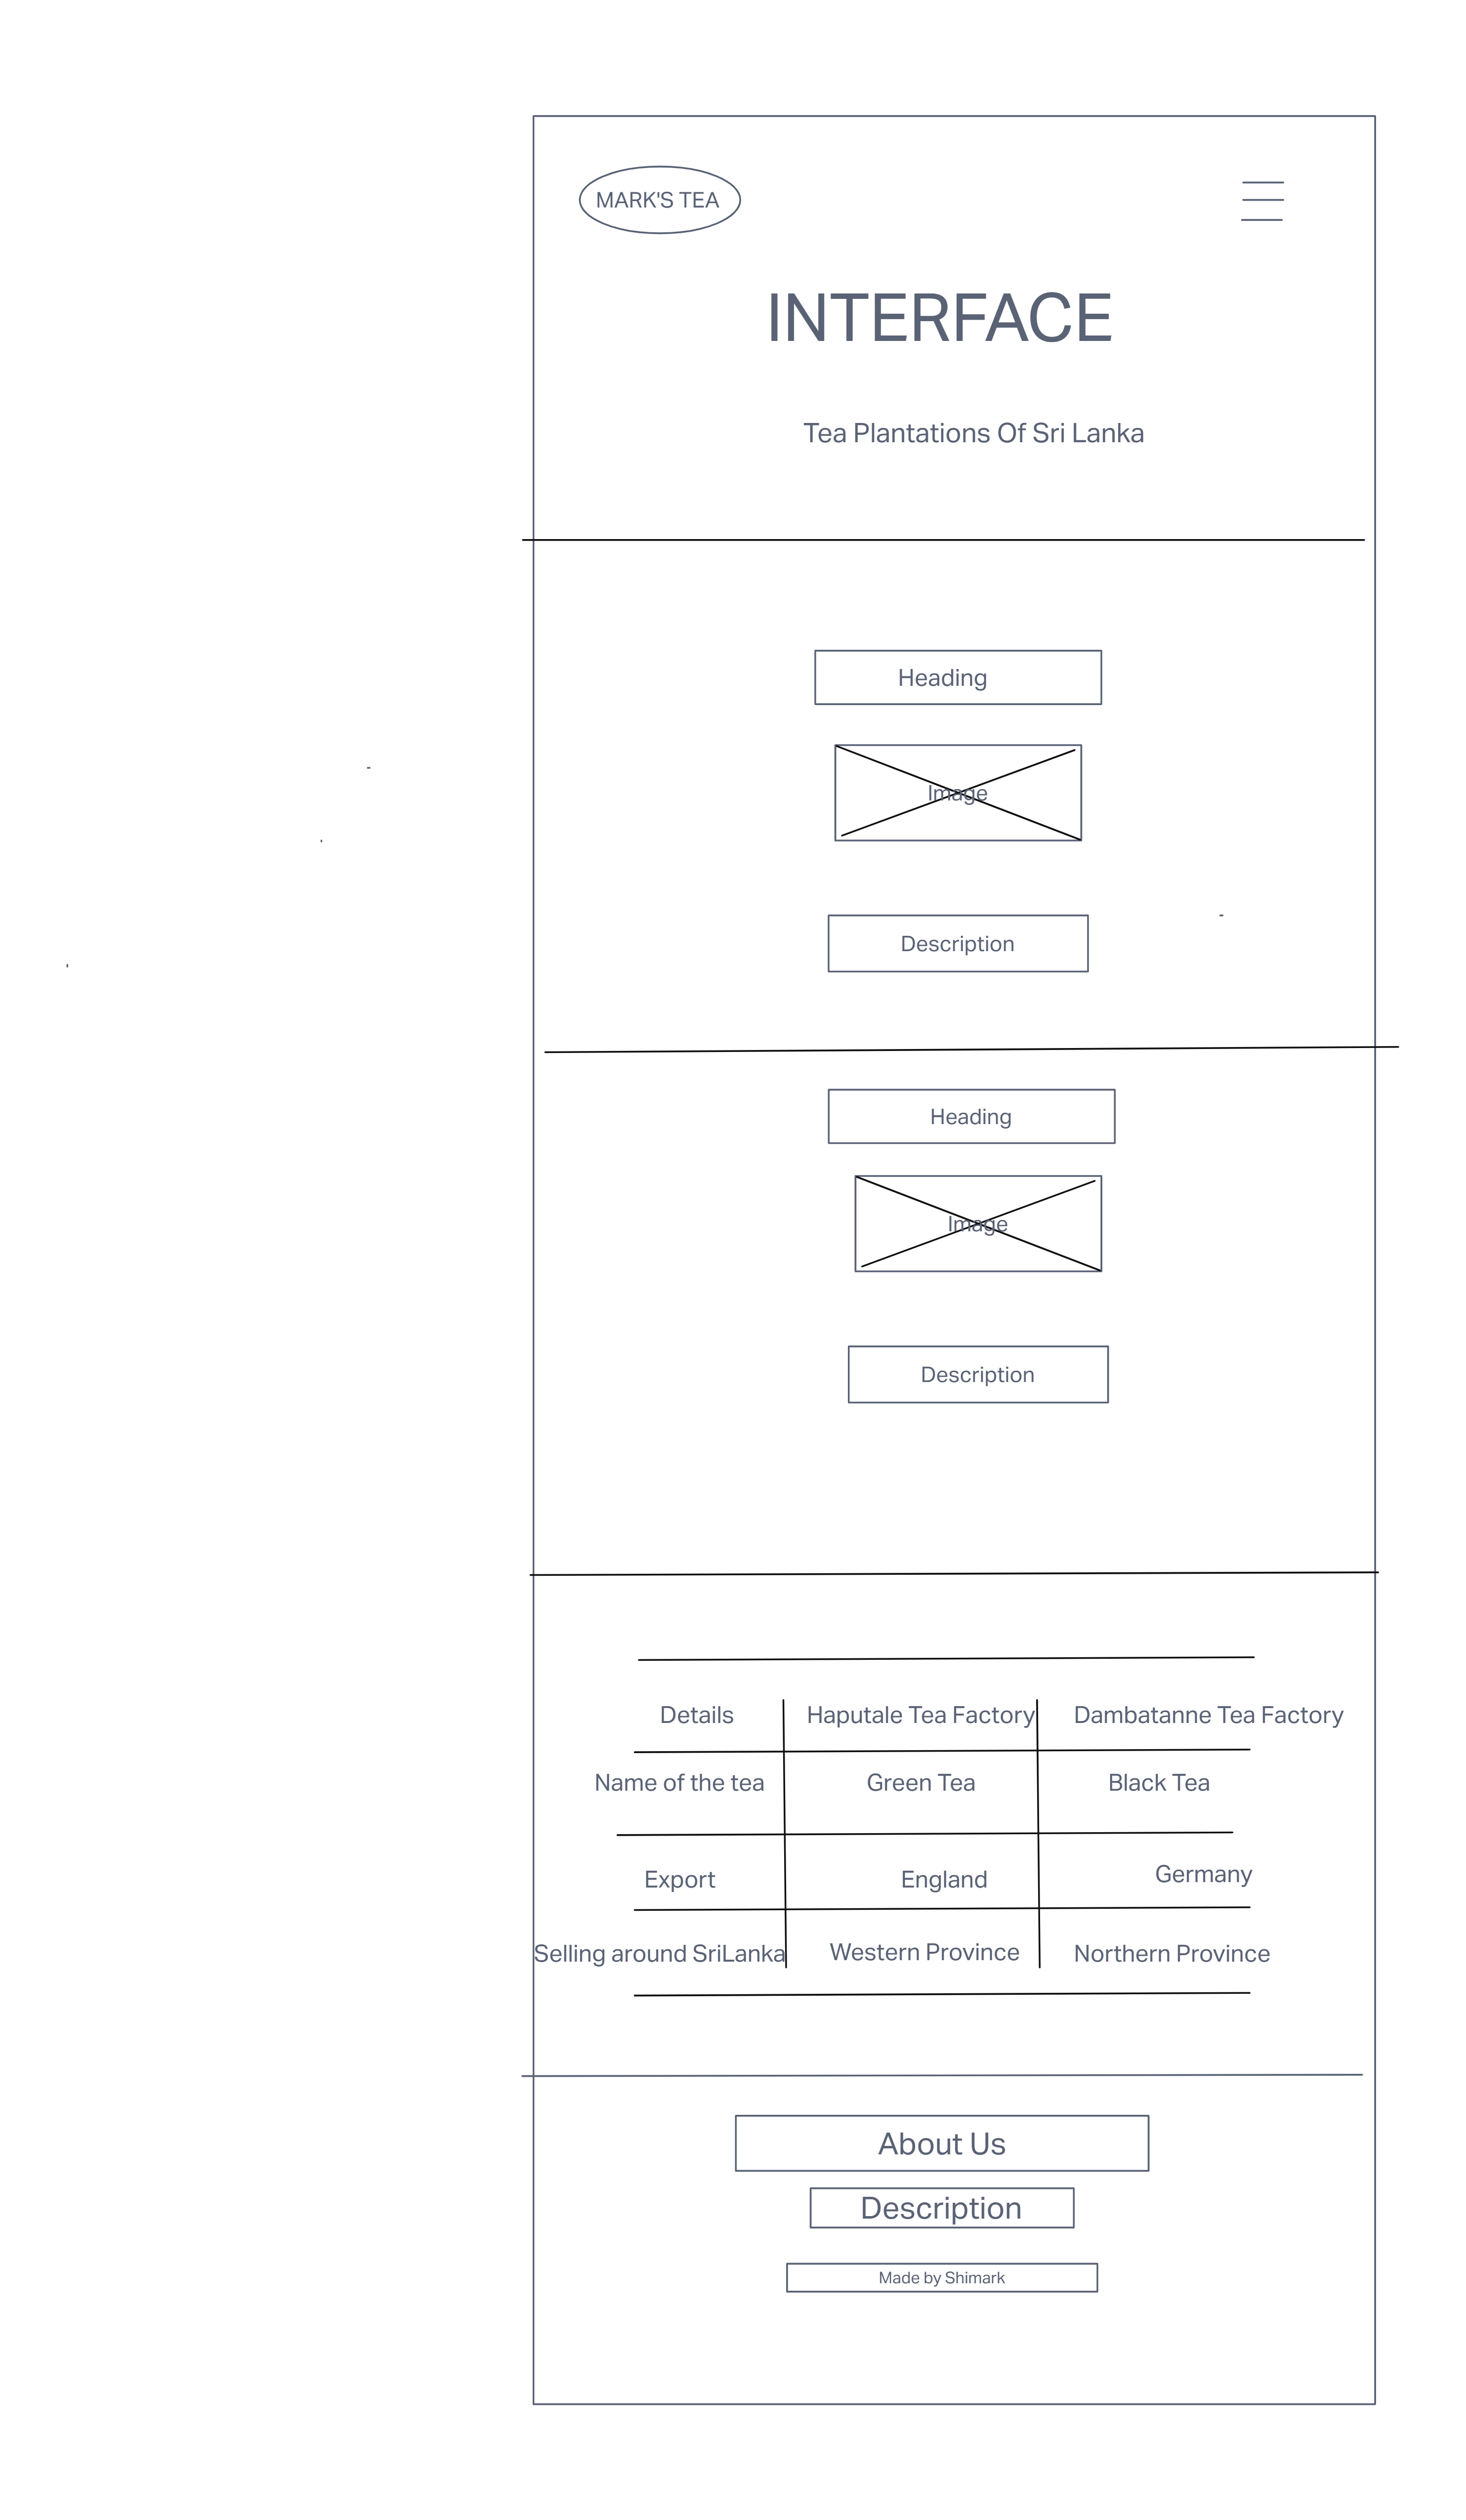 MARK'S TEA
INTERFACE
Tea Plantations Of Sri Lanka
Heading
Image
Description
Heading
Image
Description
Details Haputale Tea Factory Dambatanne Tea Factory
Name of the tea Green Tea Black Tea
Export England Germany
Selling around SriLanka Western Province Northern Province
About Us
Description
Made by Shimark